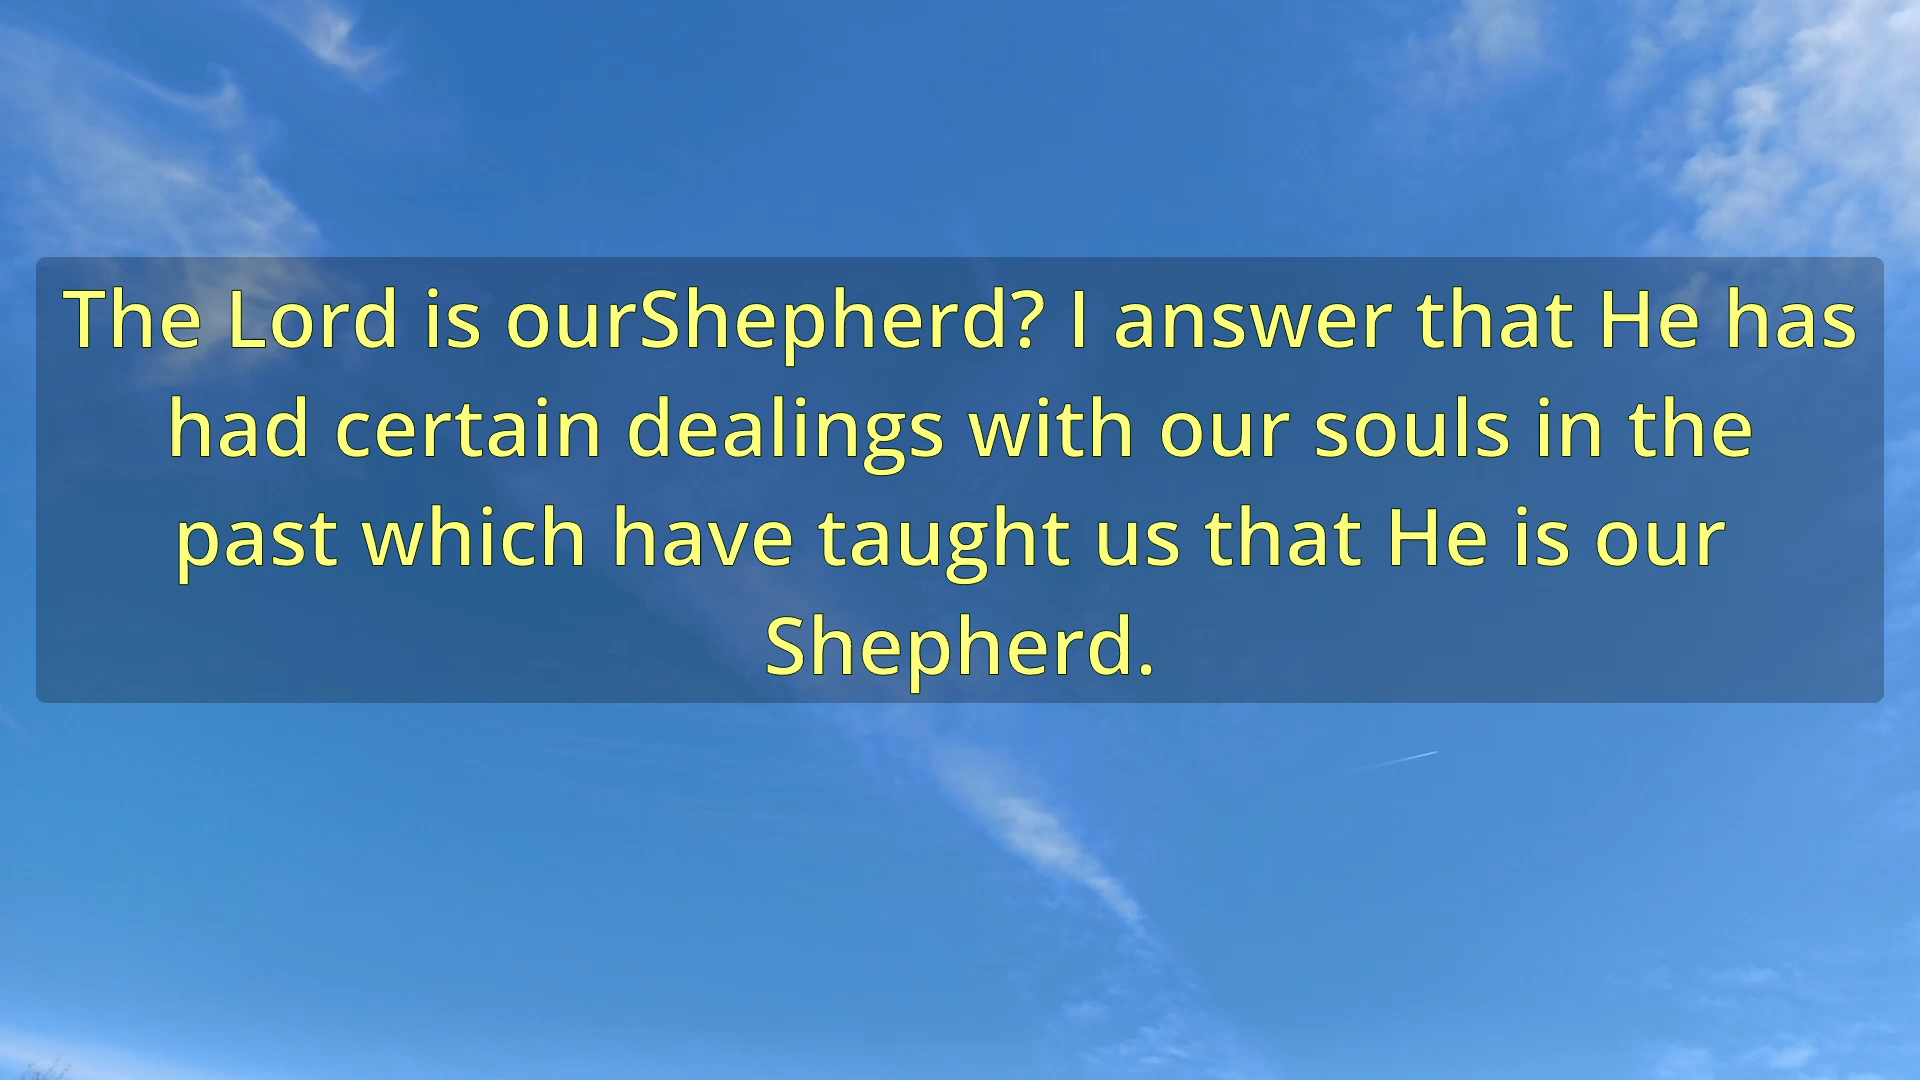 The Lord is ourShepherd? I answer that He has
had certain dealings with our souls in the
past which have taught us that He is our
Shepherd.